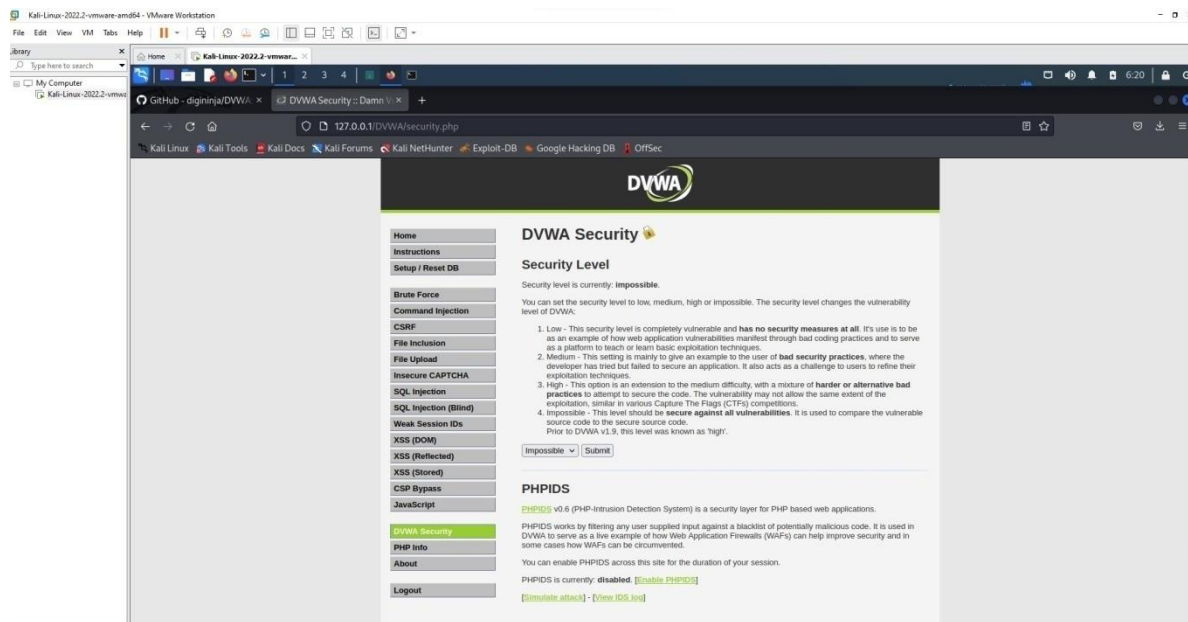 Kali-Linux-2022.2-vmware-amd64 - VMware Workstation
File Edit View VM Tabs Help
Library
Home
Kali-Linux-2022.2-vmwar...
Type here to search
1 2 3 4
6:20
My Computer
Kali-Linux-2022.2-vmwa
GitHub - digininja/DVWA:
DVWA Security :: Damn V
127.0.0.1/DVWA/security.php
Kali Linux Kali Tools Kali Docs Kali Forums Kali NetHunter Exploit-DB Google Hacking DB OffSec
DVWA
Home
Instructions
Setup / Reset DB
Brute Force
Command Injection
CSRF
File Inclusion
File Upload
Insecure CAPTCHA
SQL Injection
SQL Injection (Blind)
Weak Session IDs
XSS (DOM)
XSS (Reflected)
XSS (Stored)
CSP Bypass
JavaScript
DVWA Security
PHP Info
About
Logout
DVWA Security
Security Level
Security level is currently: impossible.
You can set the security level to low, medium, high or impossible. The security level changes the vulnerability
level of DVWA:
1. Low - This security level is completely vulnerable and has no security measures at all. It's use is to be
as an example of how web application vulnerabilities manifest through bad coding practices and to serve
as a platform to teach or learn basic exploitation techniques.
2. Medium - This setting is mainly to give an example to the user of bad security practices, where the
developer has tried but failed to secure an application. It also acts as a challenge to users to refine their
exploitation techniques.
3. High - This option is an extension to the medium difficulty, with a mixture of harder or alternative bad
practices to attempt to secure the code. The vulnerability may not allow the same extent of the
exploitation, similar in various Capture The Flags (CTFs) competitions.
4. Impossible - This level should be secure against all vulnerabilities. It is used to compare the vulnerable
source code to the secure source code.
Prior to DVWA v1.9, this level was known as 'high'.
Impossible Submit
PHPIDS
PHPIDS v0.6 (PHP-Intrusion Detection System) is a security layer for PHP based web applications.
PHPIDS works by filtering any user supplied input against a blacklist of potentially malicious code. It is used in
DVWA to serve as a live example of how Web Application Firewalls (WAFs) can help improve security and in
some cases how WAFs can be circumvented.
You can enable PHPIDS across this site for the duration of your session.
PHPIDS is currently: disabled. [Enable PHPIDS]
[Simulate attack] - [View IDS log]